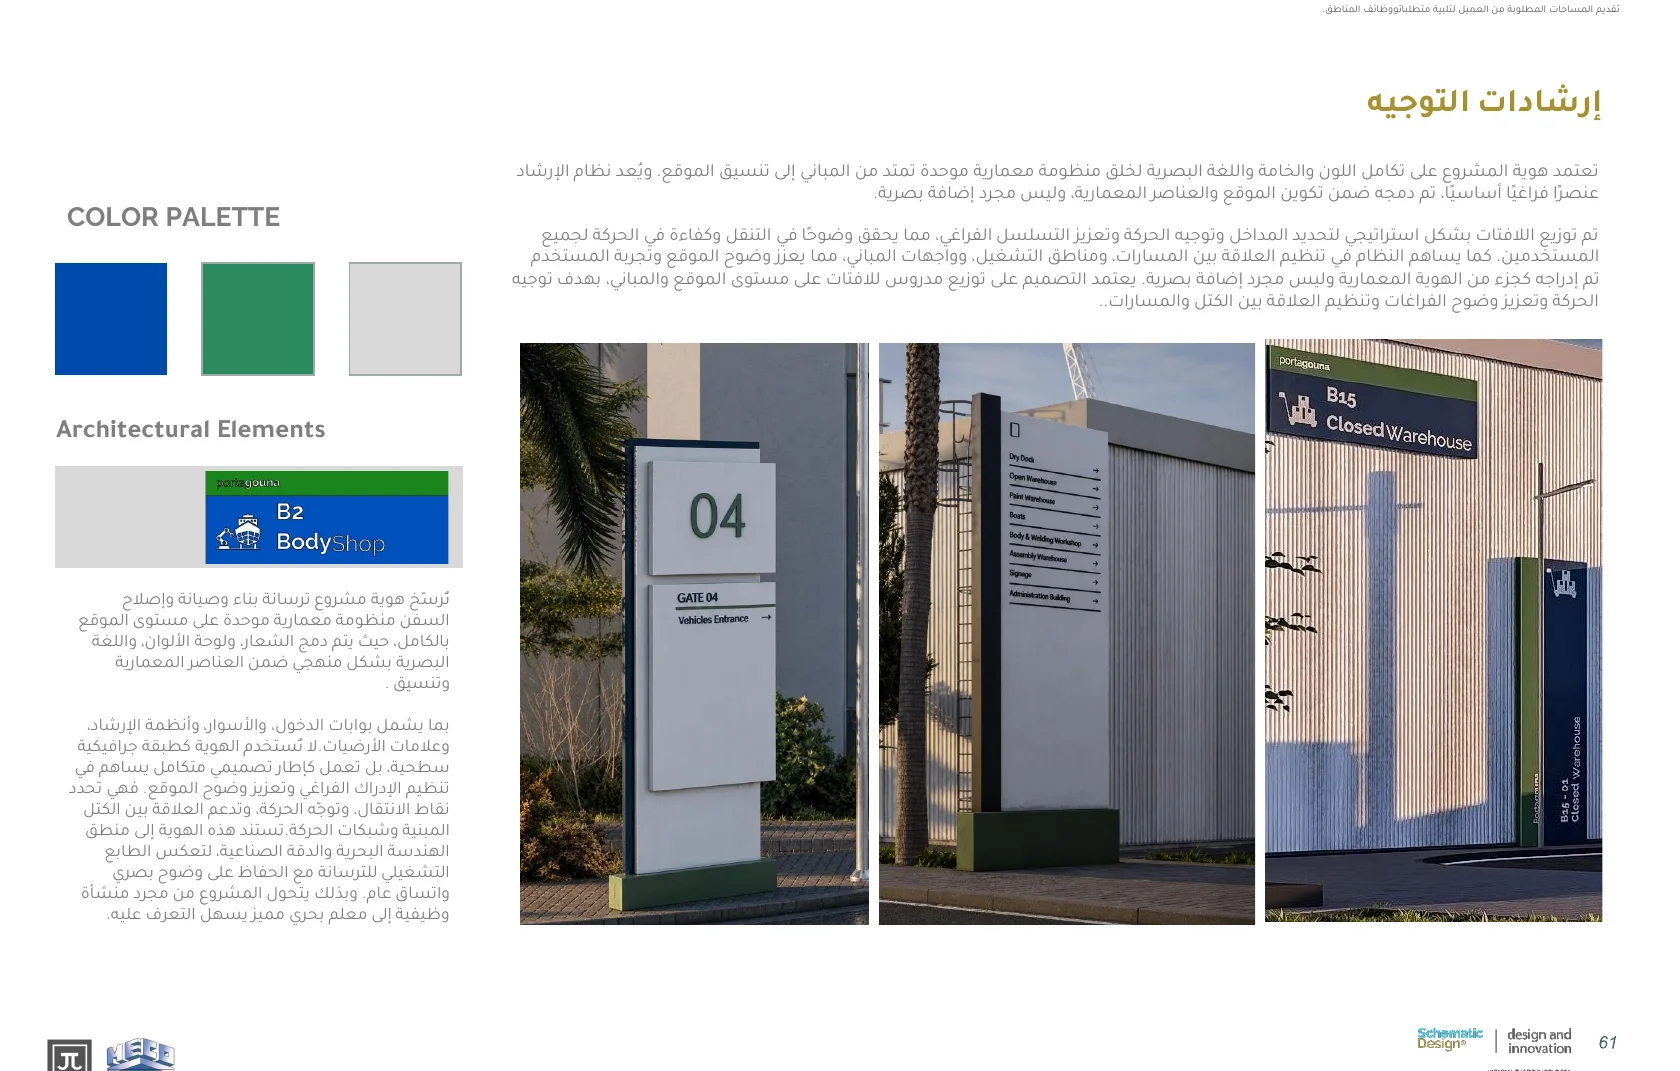 تقديم المساحات المطلوبة من العميل لتلبية متطلباتووظائف المناطق.
إرشادات التوجيه
تعتمد هوية المشروع على تكامل اللون والخامة واللغة البصرية لخلق منظومة معمارية موحدة تمتد من المباني إلى تنسيق الموقع. ويُعد نظام الإرشاد
عنصرًا فراغيًا أساسيًا، تم دمجه ضمن تكوين الموقع والعناصر المعمارية، وليس مجرد إضافة بصرية.
تم توزيع اللافتات بشكل استراتيجي لتحديد المداخل وتوجيه الحركة وتعزيز التسلسل الفراغي، مما يحقق وضوحًا في التنقل وكفاءة في الحركة لجميع
المستخدمين. كما يساهم النظام في تنظيم العلاقة بين المسارات، ومناطق التشغيل، وواجهات المباني، مما يعزز وضوح الموقع وتجربة المستخدم
تم إدراجه كجزء من الهوية المعمارية وليس مجرد إضافة بصرية. يعتمد التصميم على توزيع مدروس للافتات على مستوى الموقع والمباني، بهدف توجيه
الحركة وتعزيز وضوح الفراغات وتنظيم العلاقة بين الكتل والمسارات..
COLOR PALETTE
Architectural Elements
portagouna
B2
BodyShop
تُرسّخ هوية مشروع ترسانة بناء وصيانة وإصلاح
السفن منظومة معمارية موحدة على مستوى الموقع
بالكامل، حيث يتم دمج الشعار، ولوحة الألوان، واللغة
البصرية بشكل منهجي ضمن العناصر المعمارية
وتنسيق .
بما يشمل بوابات الدخول، والأسوار، وأنظمة الإرشاد،
وعلامات الأرضيات.لا تُستخدم الهوية كطبقة جرافيكية
سطحية، بل تعمل كإطار تصميمي متكامل يساهم في
تنظيم الإدراك الفراغي وتعزيز وضوح الموقع. فهي تحدد
نقاط الانتقال، وتوجّه الحركة، وتدعم العلاقة بين الكتل
المبنية وشبكات الحركة.تستند هذه الهوية إلى منطق
الهندسة البحرية والدقة الصناعية، لتعكس الطابع
التشغيلي للترسانة مع الحفاظ على وضوح بصري
واتساق عام. وبذلك يتحول المشروع من مجرد منشأة
وظيفية إلى معلم بحري مميز يسهل التعرف عليه.
04
GATE 04
Vehicles Entrance →
Dry Dock →
Open Warehouse →
Paint Warehouse →
Boats →
Body & Welding Workshop →
Assembly Warehouse →
Signage →
Administration Building →
portagouna
B15
Closed Warehouse
Portagouna
B15 - 01
Closed Warehouse
MECO
Schematic
Design®
design and
innovation
61